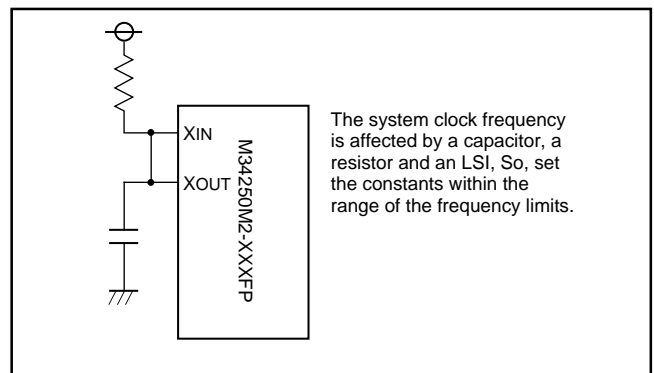 XIN
XOUT
M34250M2-XXXFP
The system clock frequency
is affected by a capacitor, a
resistor and an LSI, So, set
the constants within the
range of the frequency limits.